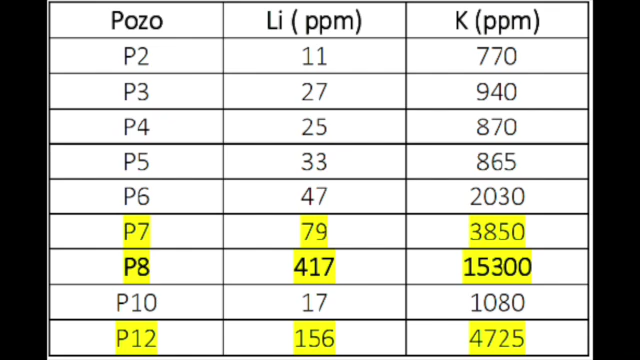 Pozo Li ( ppm) K (ppm)
P2 11 770
P3 27 940
P4 25 870
P5 33 865
P6 47 2030
P7 79 3850
P8 417 15300
P10 17 1080
P12 156 4725